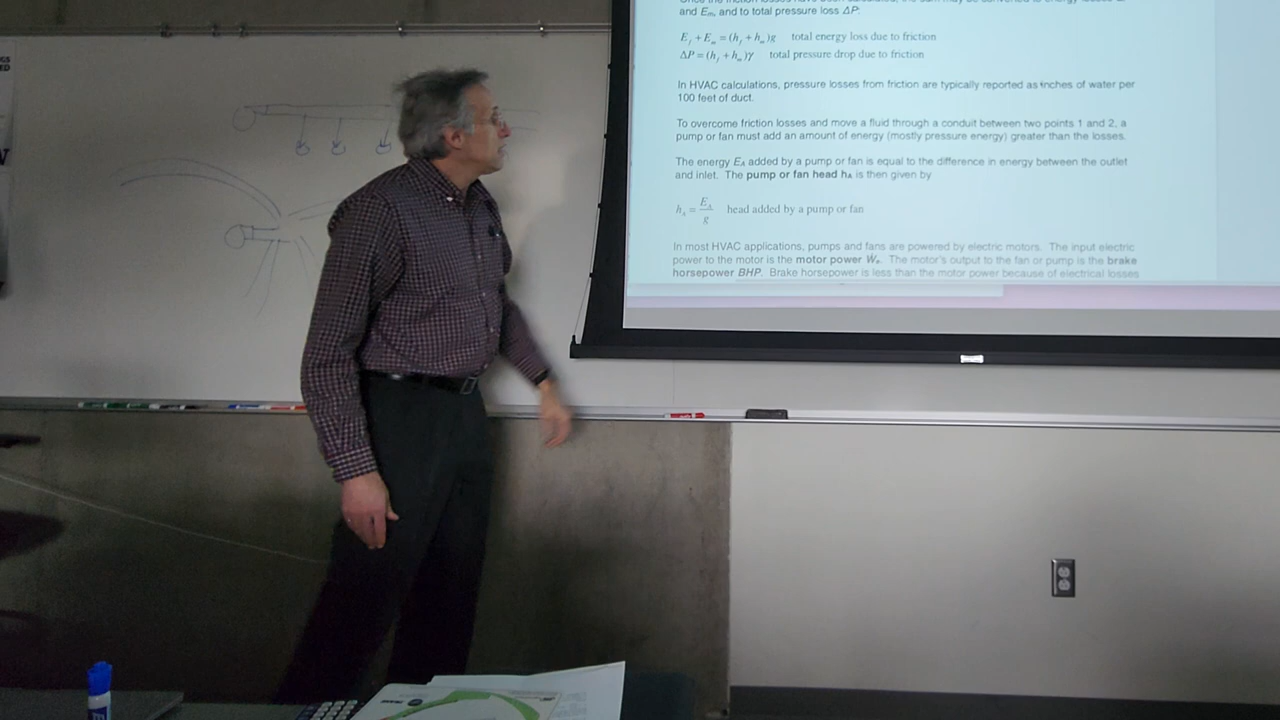 and Eₘ, and to total pressure loss ΔP:
E_f + E_m = (h_f + h_m)g total energy loss due to friction
ΔP = (h_f + h_m)γ total pressure drop due to friction
In HVAC calculations, pressure losses from friction are typically reported as inches of water per
100 feet of duct.
To overcome friction losses and move a fluid through a conduit between two points 1 and 2, a
pump or fan must add an amount of energy (mostly pressure energy) greater than the losses.
The energy E_A added by a pump or fan is equal to the difference in energy between the outlet
and inlet. The pump or fan head h_A is then given by
h_A = E_A / g head added by a pump or fan
In most HVAC applications, pumps and fans are powered by electric motors. The input electric
power to the motor is the motor power W_e. The motor's output to the fan or pump is the brake
horsepower BHP. Brake horsepower is less than the motor power because of electrical losses